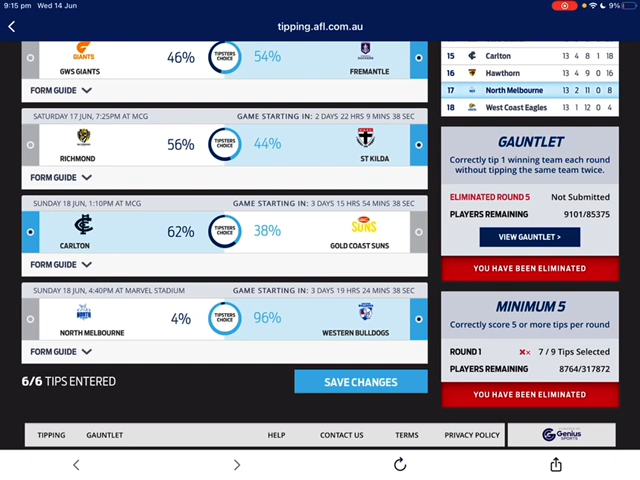 9:15 pm Wed 14 Jun
9%
tipping.afl.com.au
GIANTS
46%
TIPSTERS
CHOICE
54%
GWS GIANTS
FREMANTLE
FORM GUIDE
SATURDAY 17 JUN, 7:25PM AT MCG
GAME STARTING IN: 2 DAYS 22 HRS 9 MINS 38 SEC
56%
TIPSTERS
CHOICE
44%
RICHMOND
ST KILDA
FORM GUIDE
SUNDAY 18 JUN, 1:10PM AT MCG
GAME STARTING IN: 3 DAYS 15 HRS 54 MINS 38 SEC
62%
TIPSTERS
CHOICE
38%
SUNS
CARLTON
GOLD COAST SUNS
FORM GUIDE
SUNDAY 18 JUN, 4:40PM AT MARVEL STADIUM
GAME STARTING IN: 3 DAYS 19 HRS 24 MINS 38 SEC
4%
TIPSTERS
CHOICE
96%
NORTH MELBOURNE
WESTERN BULLDOGS
FORM GUIDE
6/6 TIPS ENTERED
SAVE CHANGES
15 Carlton 13 4 8 1 18
16 Hawthorn 13 4 9 0 16
17 North Melbourne 13 2 11 0 8
18 West Coast Eagles 13 1 12 0 4
GAUNTLET
Correctly tip 1 winning team each round
without tipping the same team twice.
ELIMINATED ROUND 5 Not Submitted
PLAYERS REMAINING 9101/85375
VIEW GAUNTLET >
YOU HAVE BEEN ELIMINATED
MINIMUM 5
Correctly score 5 or more tips per round
ROUND 1 ×× 7 / 9 Tips Selected
PLAYERS REMAINING 8764/317872
YOU HAVE BEEN ELIMINATED
TIPPING GAUNTLET HELP CONTACT US TERMS PRIVACY POLICY
Genius
SPORTS